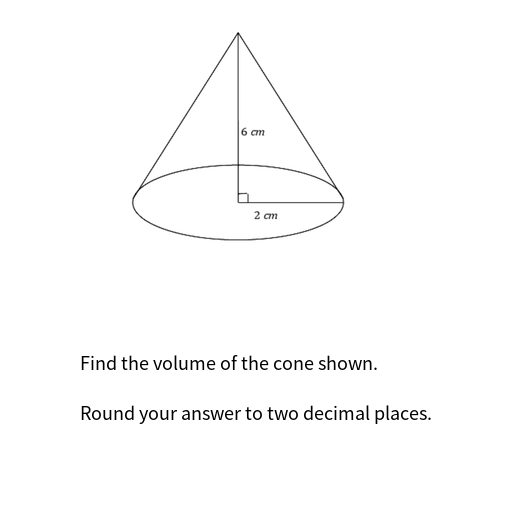 6 cm
2 cm
Find the volume of the cone shown.
Round your answer to two decimal places.